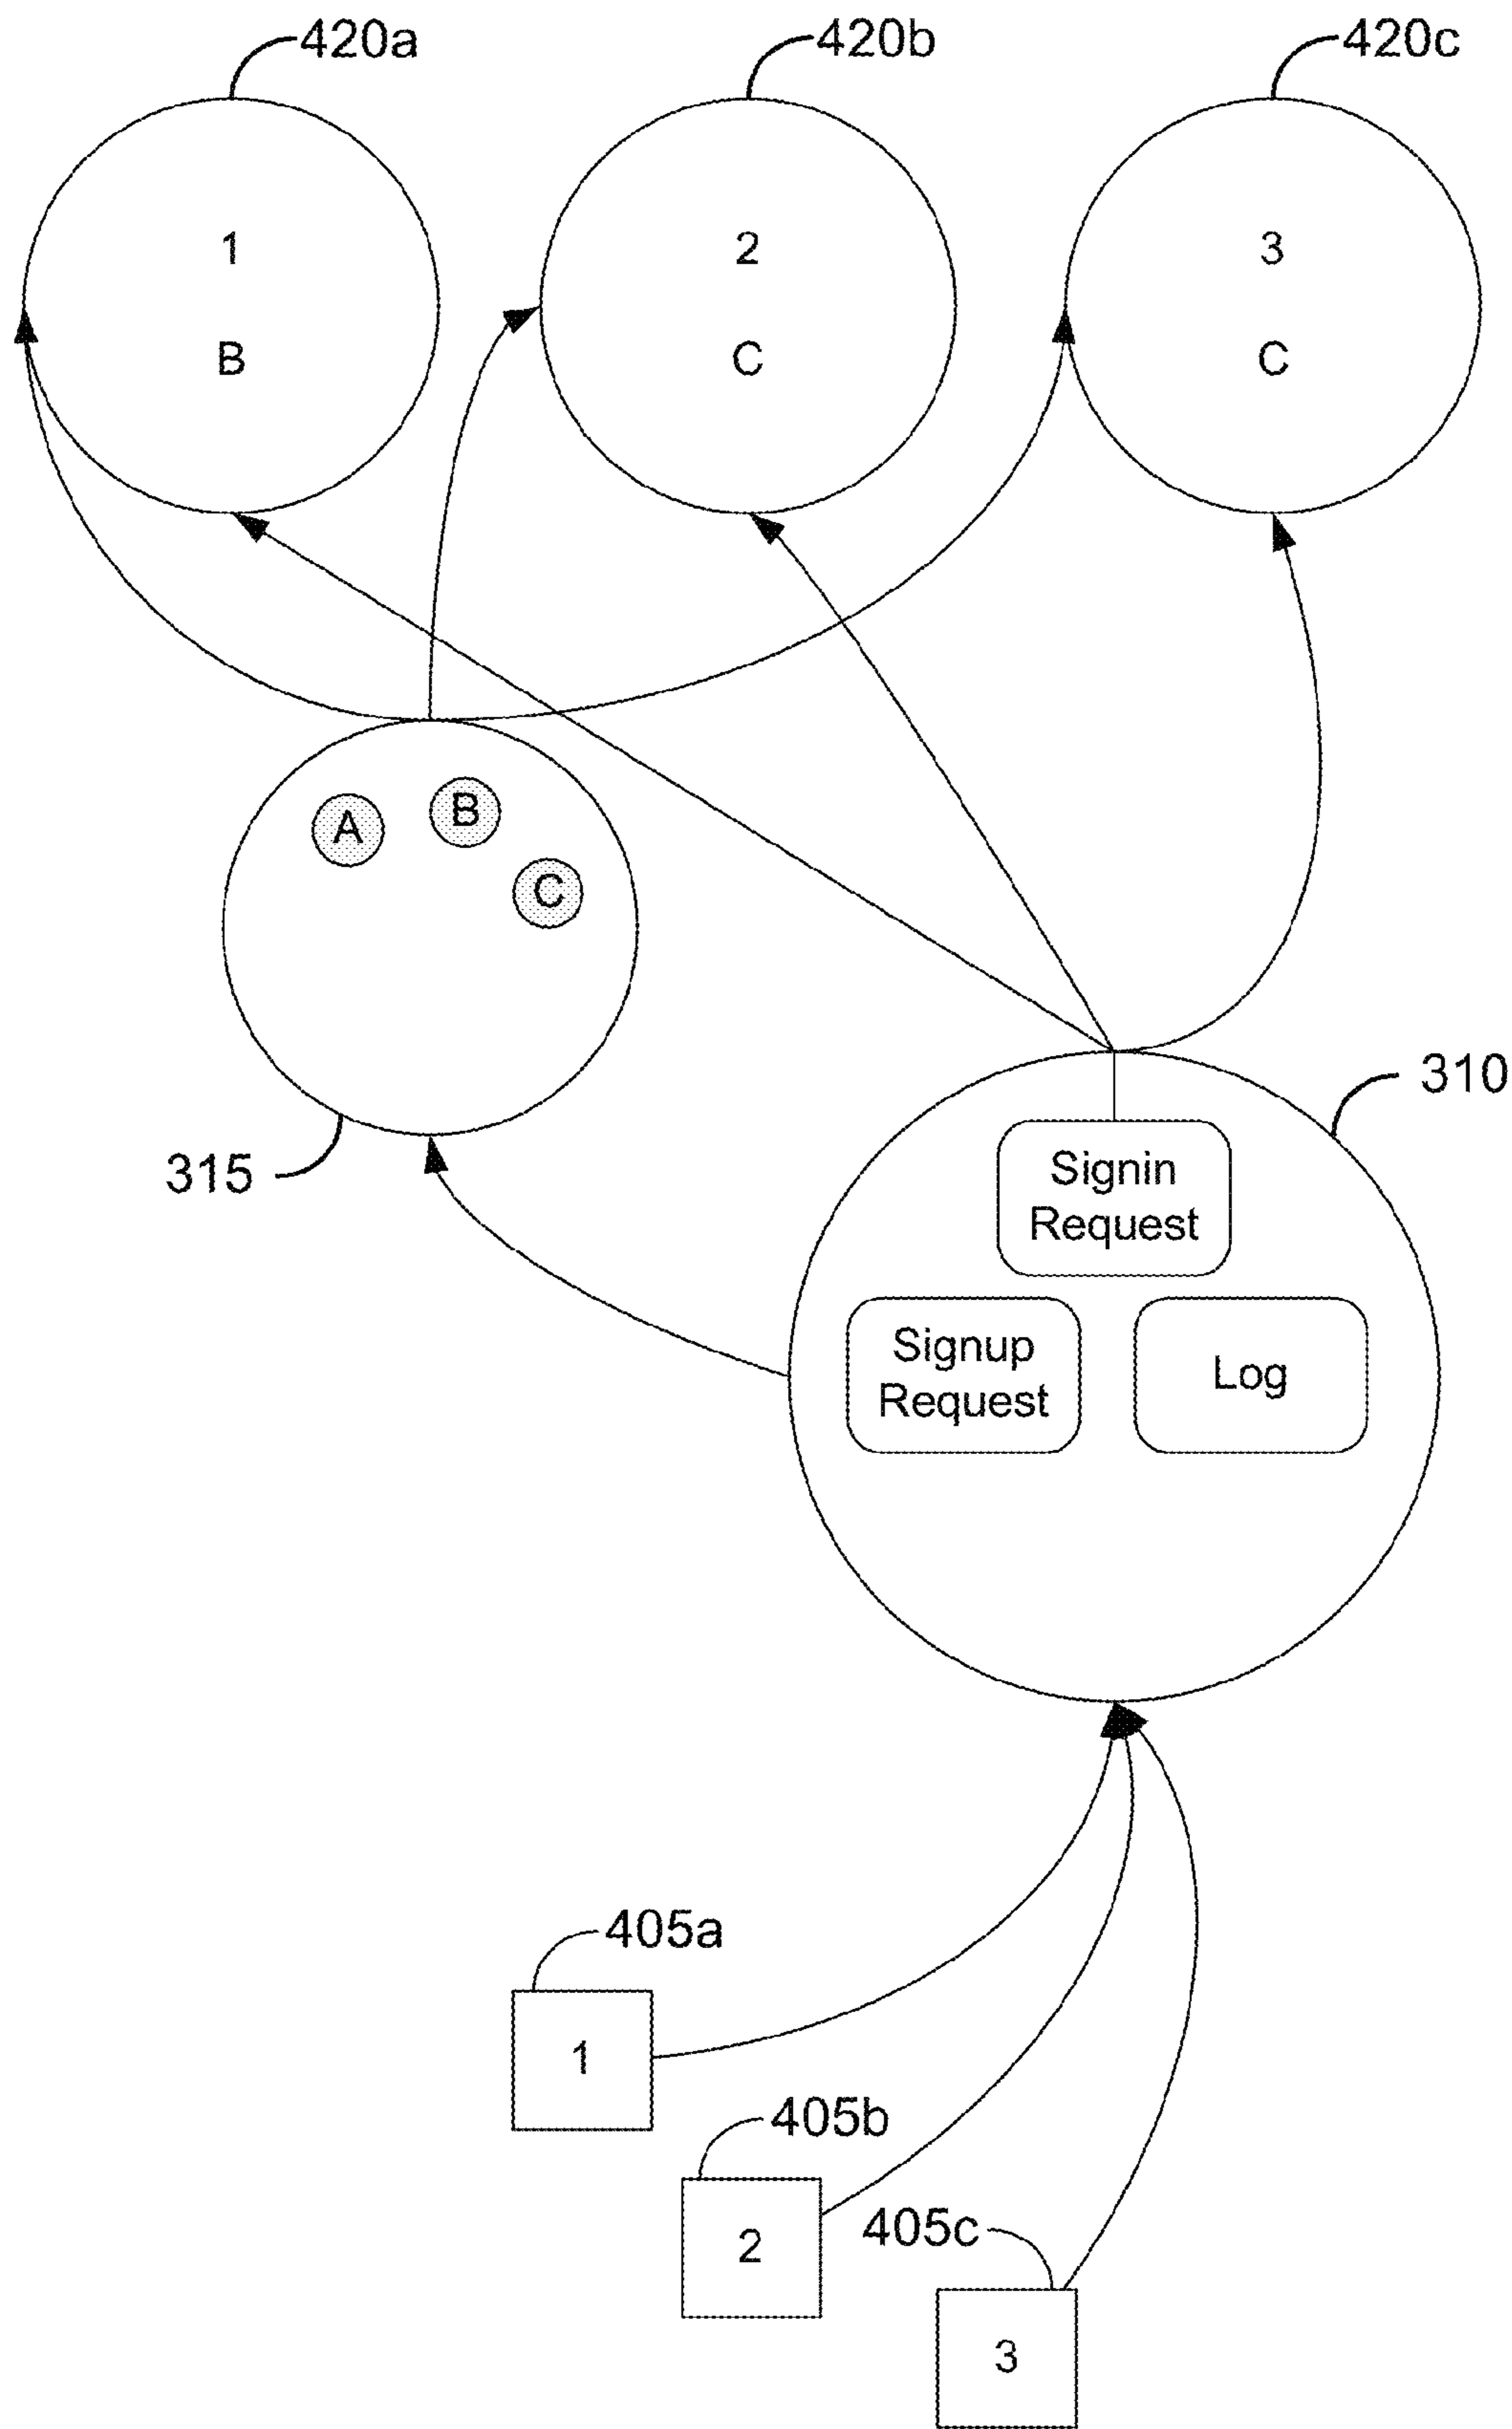 420a
420b
420c
1
2
3
B
C
C
A
B
C
310
315
Signin
Request
Signup
Request
Log
405a
1
405b
2
405c
3